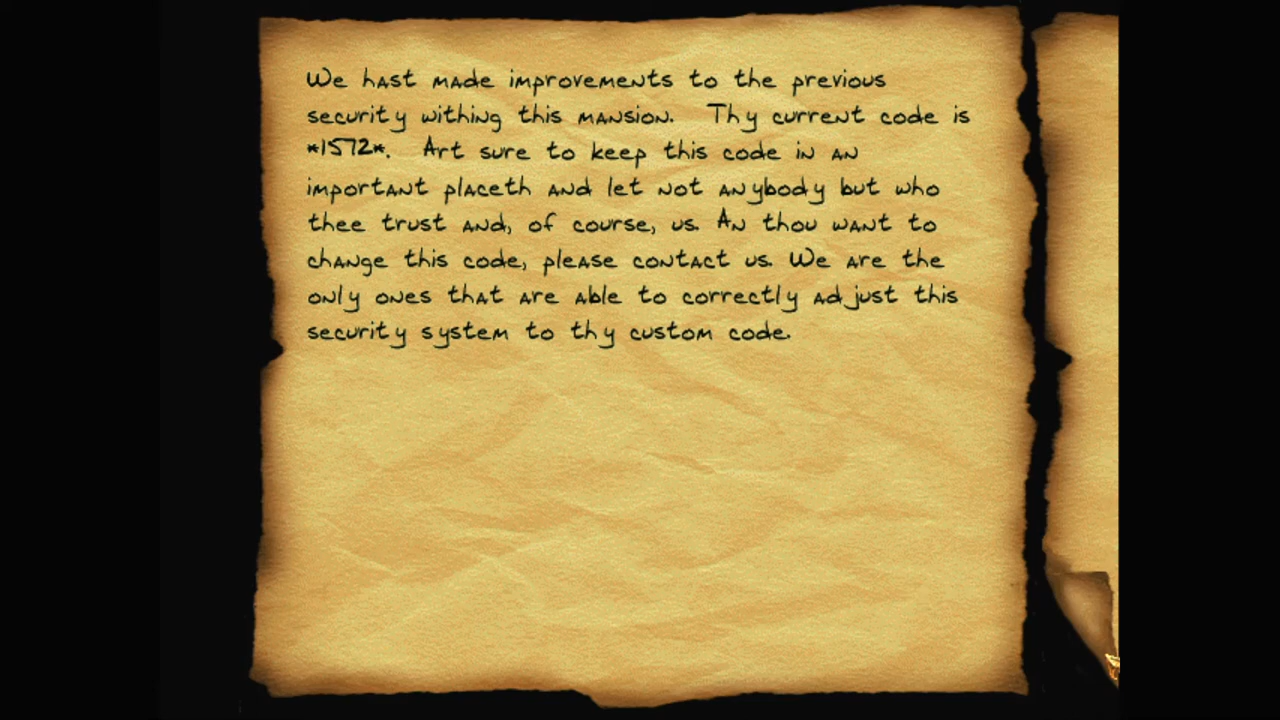 We hast made improvements to the previous
security withing this mansion. Thy current code is
*1572*. Art sure to keep this code in an
important placeth and let not anybody but who
thee trust and, of course, us. An thou want to
change this code, please contact us. We are the
only ones that are able to correctly adjust this
security system to thy custom code.